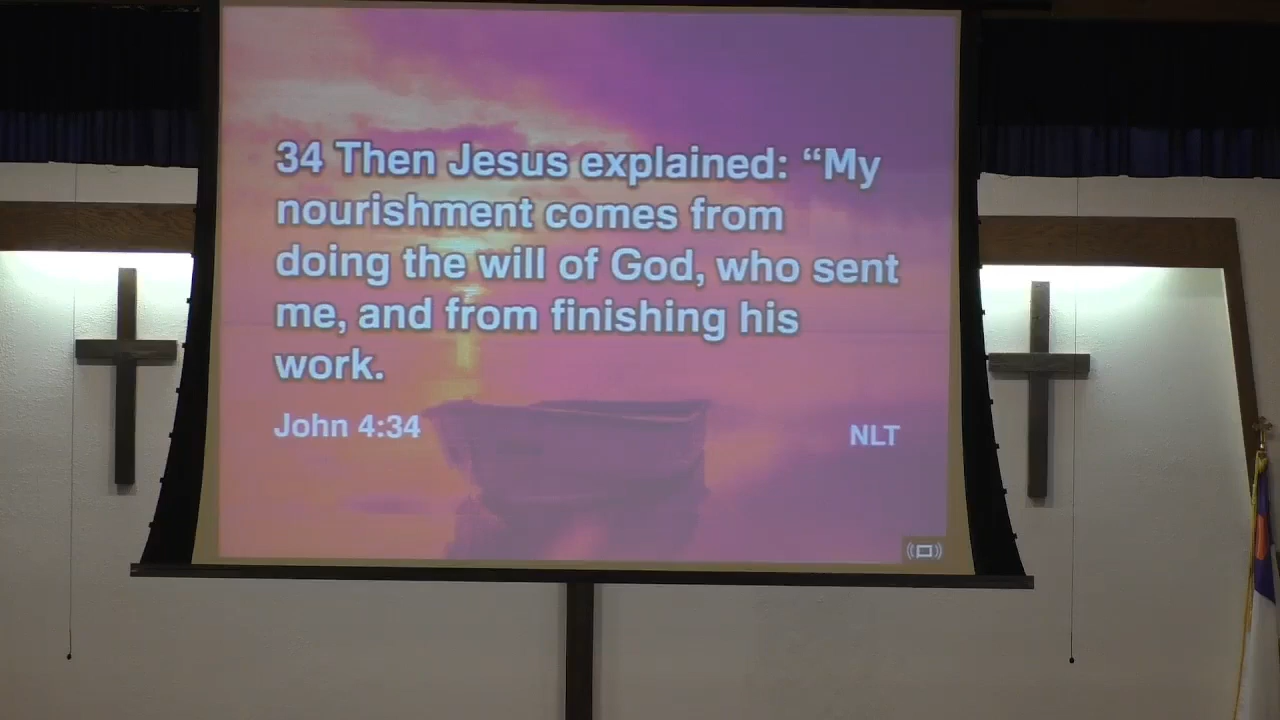 34 Then Jesus explained: “My
nourishment comes from
doing the will of God, who sent
me, and from finishing his
work.
John 4:34
NLT